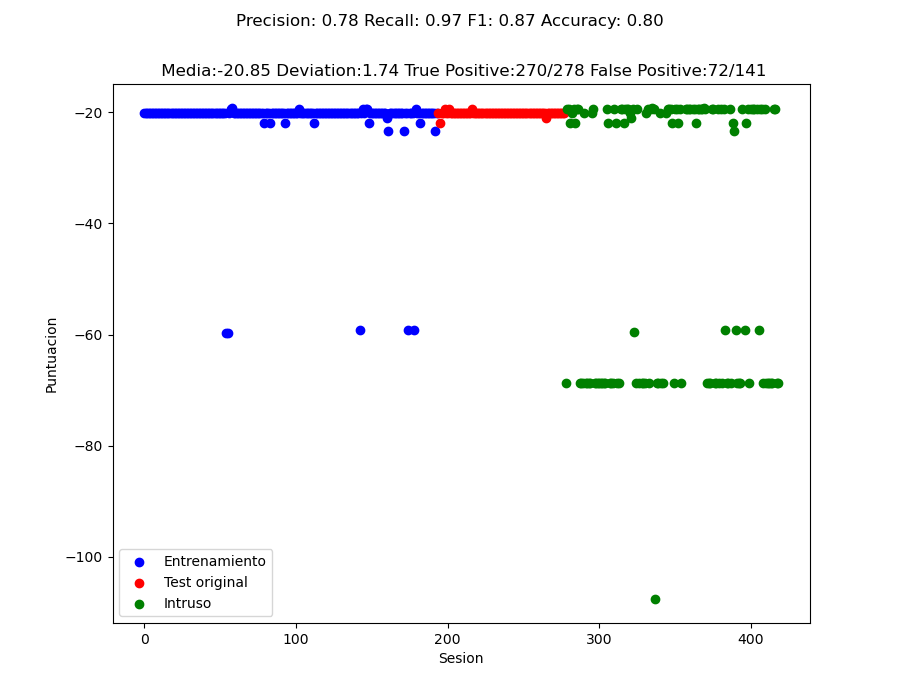 Precision: 0.78 Recall: 0.97 F1: 0.87 Accuracy: 0.80
Media:-20.85 Deviation:1.74 True Positive:270/278 False Positive:72/141
−20
−40
−60
−80
−100
Puntuacion
Entrenamiento
Test original
Intruso
0
100
200
300
400
Sesion